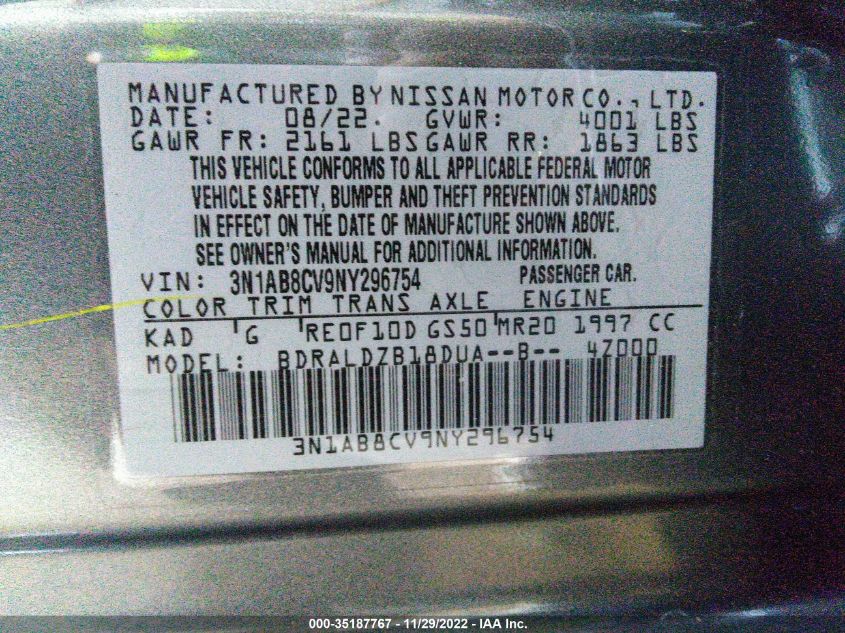 MANUFACTURED BY NISSAN MOTOR CO., LTD.
DATE: 08/22. GVWR: 4001 LBS
GAWR FR: 2161 LBS GAWR RR: 1863 LBS
THIS VEHICLE CONFORMS TO ALL APPLICABLE FEDERAL MOTOR
VEHICLE SAFETY, BUMPER AND THEFT PREVENTION STANDARDS
IN EFFECT ON THE DATE OF MANUFACTURE SHOWN ABOVE.
SEE OWNER'S MANUAL FOR ADDITIONAL INFORMATION.
VIN: 3N1AB8CV9NY296754 PASSENGER CAR.
COLOR TRIM TRANS AXLE ENGINE
KAD G RE0F10D GS50 MR20 1997 CC
MODEL: BDRALDZB18DUA--B-- 4Z000
3N1AB8CV9NY296754
000-35187767 - 11/29/2022 - IAA Inc.